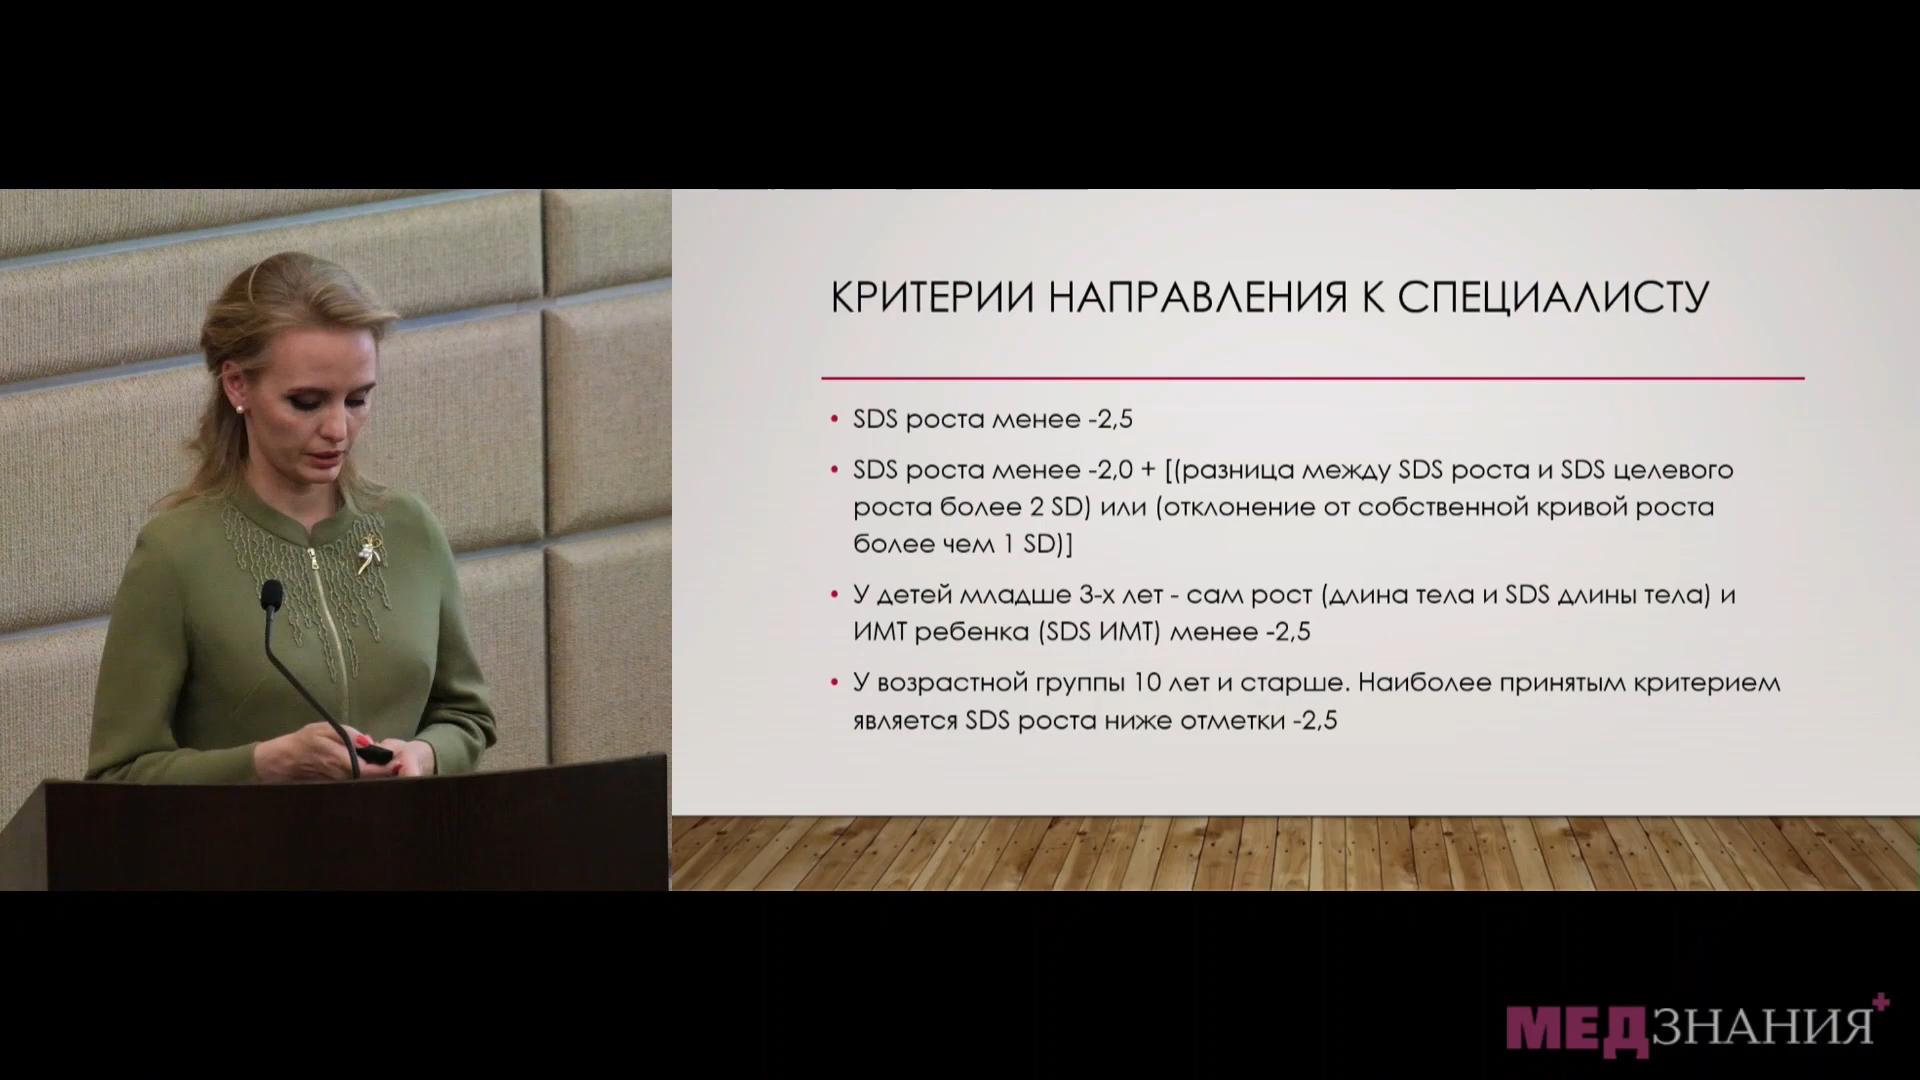 КРИТЕРИИ НАПРАВЛЕНИЯ К СПЕЦИАЛИСТУ
• SDS роста менее -2,5
• SDS роста менее -2,0 + [(разница между SDS роста и SDS целевого
роста более 2 SD) или (отклонение от собственной кривой роста
более чем 1 SD)]
• У детей младше 3-х лет - сам рост (длина тела и SDS длины тела) и
ИМТ ребенка (SDS ИМТ) менее -2,5
• У возрастной группы 10 лет и старше. Наиболее принятым критерием
является SDS роста ниже отметки -2,5
МЕДЗНАНИЯ+